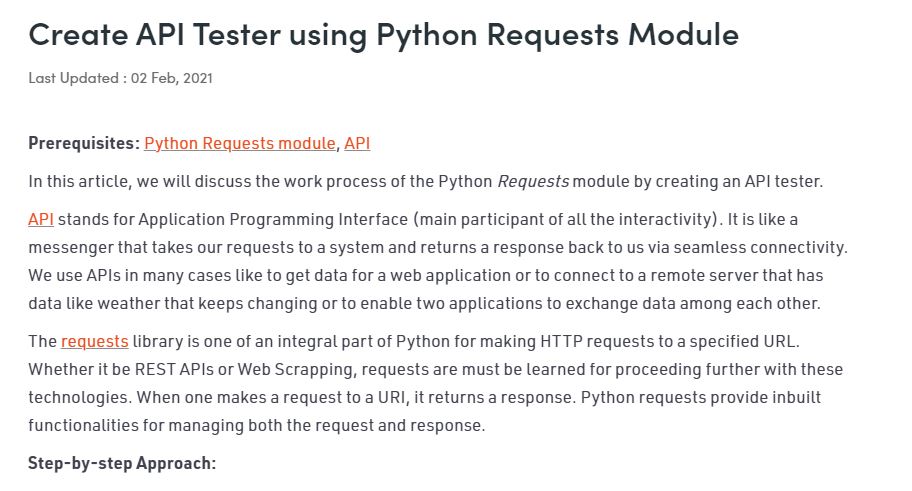 Create API Tester using Python Requests Module
Last Updated : 02 Feb, 2021
Prerequisites: Python Requests module, API
In this article, we will discuss the work process of the Python Requests module by creating an API tester.
API stands for Application Programming Interface (main participant of all the interactivity). It is like a
messenger that takes our requests to a system and returns a response back to us via seamless connectivity.
We use APIs in many cases like to get data for a web application or to connect to a remote server that has
data like weather that keeps changing or to enable two applications to exchange data among each other.
The requests library is one of an integral part of Python for making HTTP requests to a specified URL.
Whether it be REST APIs or Web Scrapping, requests are must be learned for proceeding further with these
technologies. When one makes a request to a URI, it returns a response. Python requests provide inbuilt
functionalities for managing both the request and response.
Step-by-step Approach: